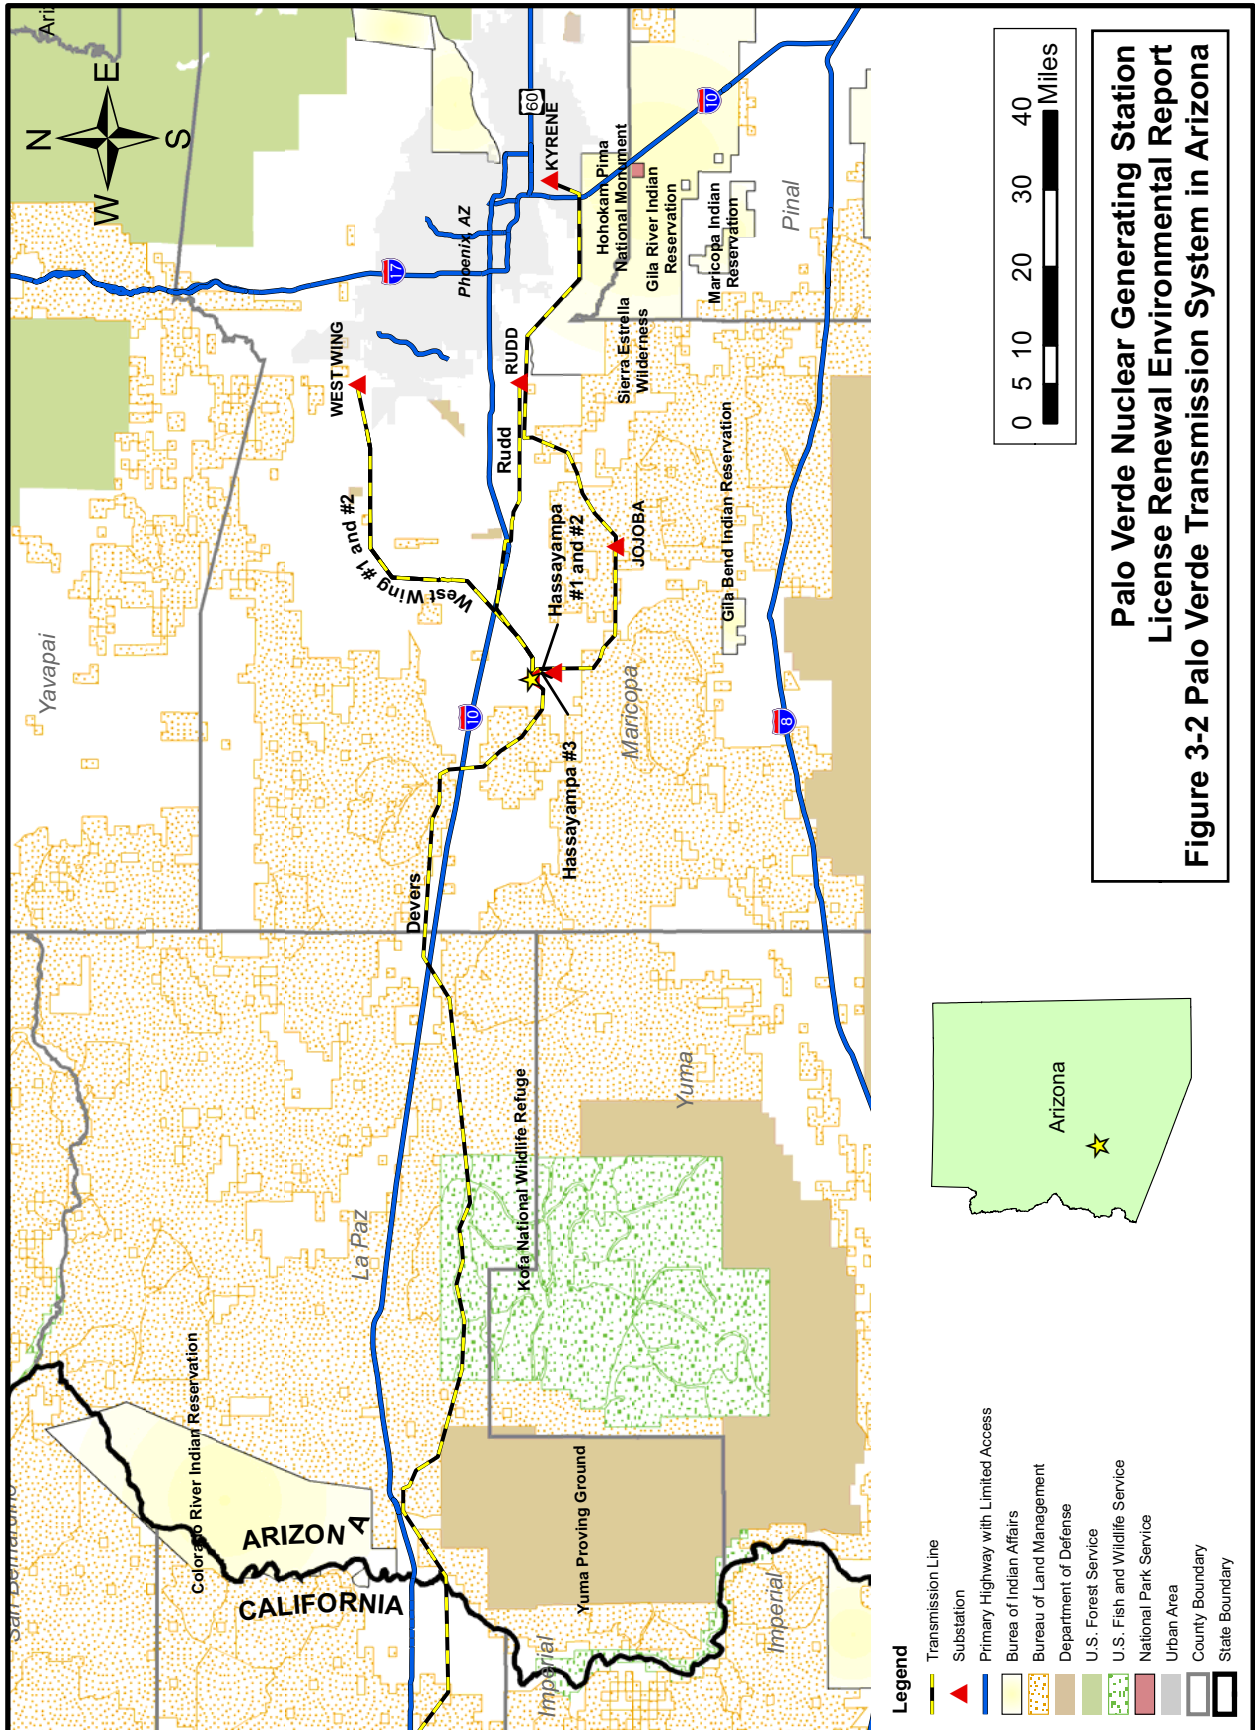 San Bernardino
Yavapai
Ari
N
W
E
S
Colorado River Indian Reservation
ARIZONA
CALIFORNIA
La Paz
Devers
10
West Wing #1 and #2
WEST WING
17
Phoenix, AZ
60
KYRENE
Rudd
RUDD
Hassayampa
#1 and #2
Hassayampa #3
JOJOBA
Hohokam Pima
National Monument
Gila River Indian
Reservation
10
Sierra Estrella
Wilderness
Maricopa Indian
Reservation
Pinal
Kofa National Wildlife Refuge
Yuma Proving Ground
Imperial
Imperial
Yuma
Maricopa
Gila Bend Indian Reservation
8
Legend
Transmission Line
Substation
Primary Highway with Limited Access
Burea of Indian Affairs
Bureau of Land Management
Department of Defense
U.S. Forest Service
U.S. Fish and Wildlife Service
National Park Service
Urban Area
County Boundary
State Boundary
Arizona
0 5 10 20 30 40
Miles
Palo Verde Nuclear Generating Station
License Renewal Environmental Report
Figure 3-2 Palo Verde Transmission System in Arizona